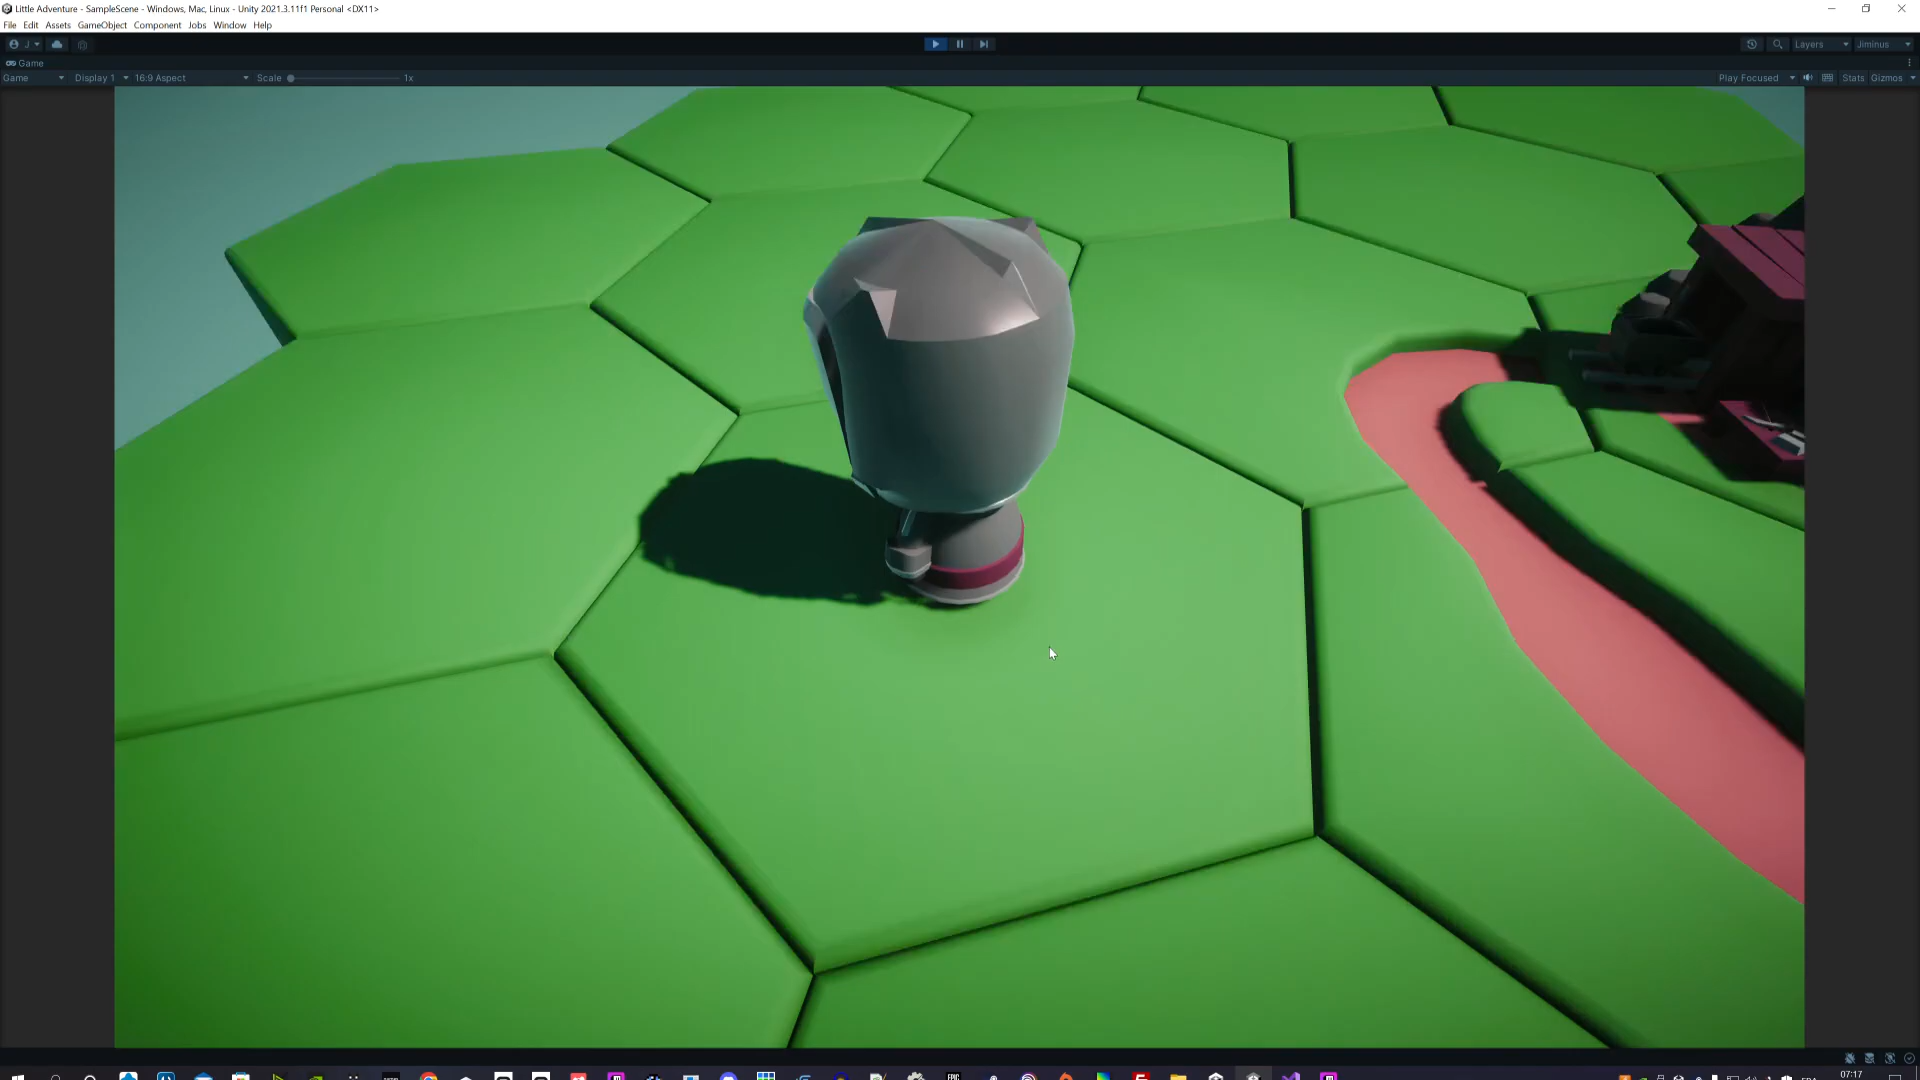 Little Adventure - SampleScene - Windows, Mac, Linux - Unity 2021.3.11f1 Personal <DX11>
File Edit Assets GameObject Component Jobs Window Help
J Layers Jiminus
Game
Game Display 1 16:9 Aspect Scale 1x Play Focused Stats Gizmos
EPIC
07:17